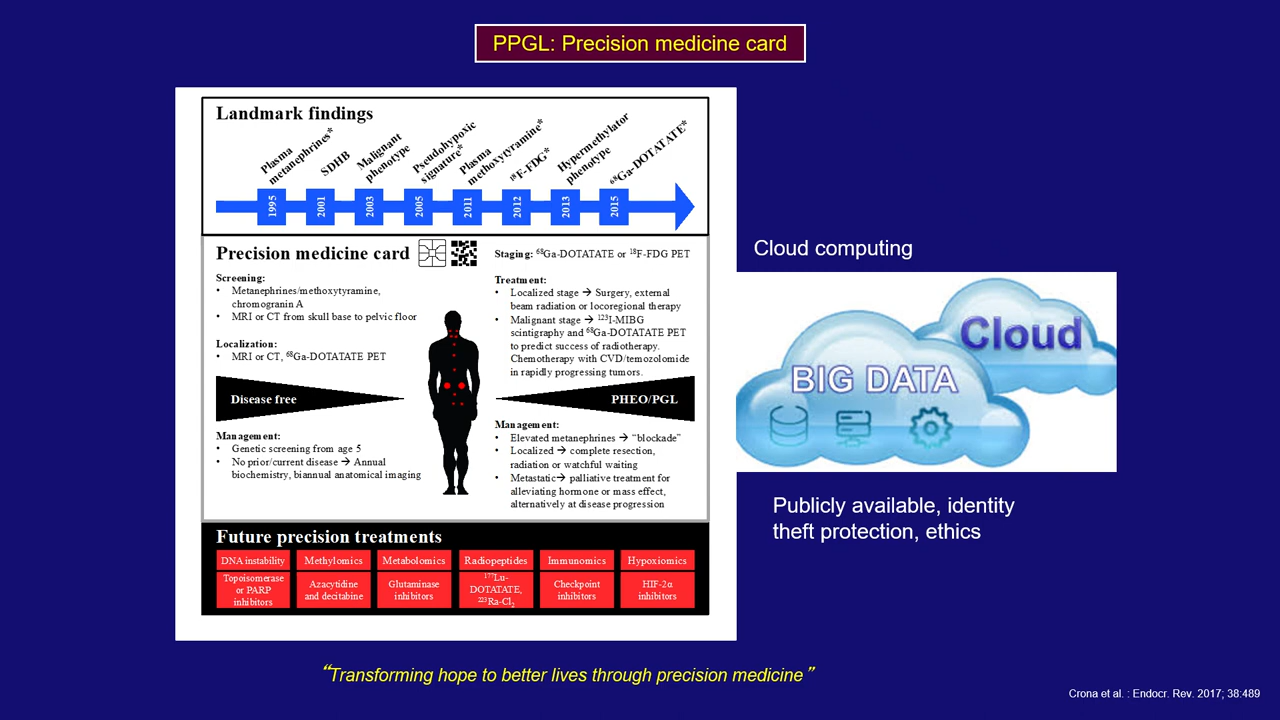 PPGL: Precision medicine card
Landmark findings
Plasma
metanephrines*
SDHB
Malignant
phenotype
Pseudohypoxic
signature*
Plasma
methoxytyramine*
¹⁸F-FDG*
Hypermethylator
phenotype
⁶⁸Ga-DOTATATE*
1995
2001
2003
2005
2011
2012
2013
2015
Precision medicine card
Screening:
• Metanephrines/methoxytyramine,
chromogranin A
• MRI or CT from skull base to pelvic floor
Localization:
• MRI or CT, ⁶⁸Ga-DOTATATE PET
Disease free
Management:
• Genetic screening from age 5
• No prior/current disease → Annual
biochemistry, biannual anatomical imaging
Staging: ⁶⁸Ga-DOTATATE or ¹⁸F-FDG PET
Treatment:
• Localized stage → Surgery, external
beam radiation or locoregional therapy
• Malignant stage → ¹²³I-MIBG
scintigraphy and ⁶⁸Ga-DOTATATE PET
to predict success of radiotherapy.
Chemotherapy with CVD/temozolomide
in rapidly progressing tumors.
PHEO/PGL
Management:
• Elevated metanephrines → “blockade”
• Localized → complete resection,
radiation or watchful waiting
• Metastatic→ palliative treatment for
alleviating hormone or mass effect,
alternatively at disease progression
Future precision treatments
DNA instability
Methylomics
Metabolomics
Radiopeptides
Immunomics
Hypoxiomics
Topoisomerase
or PARP
inhibitors
Azacytidine
and decitabine
Glutaminase
inhibitors
¹⁷⁷Lu-
DOTATATE,
²²³Ra-Cl₂
Checkpoint
inhibitors
HIF-2α
inhibitors
Cloud computing
Cloud
BIG DATA
Publicly available, identity
theft protection, ethics
“Transforming hope to better lives through precision medicine”
Crona et al. : Endocr. Rev. 2017; 38:489